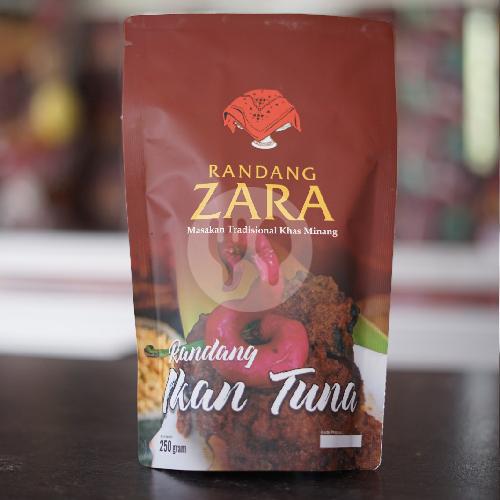 RANDANG
ZARA
Masakan Tradisional Khas Minang
Randang
Ikan Tuna
250 gram